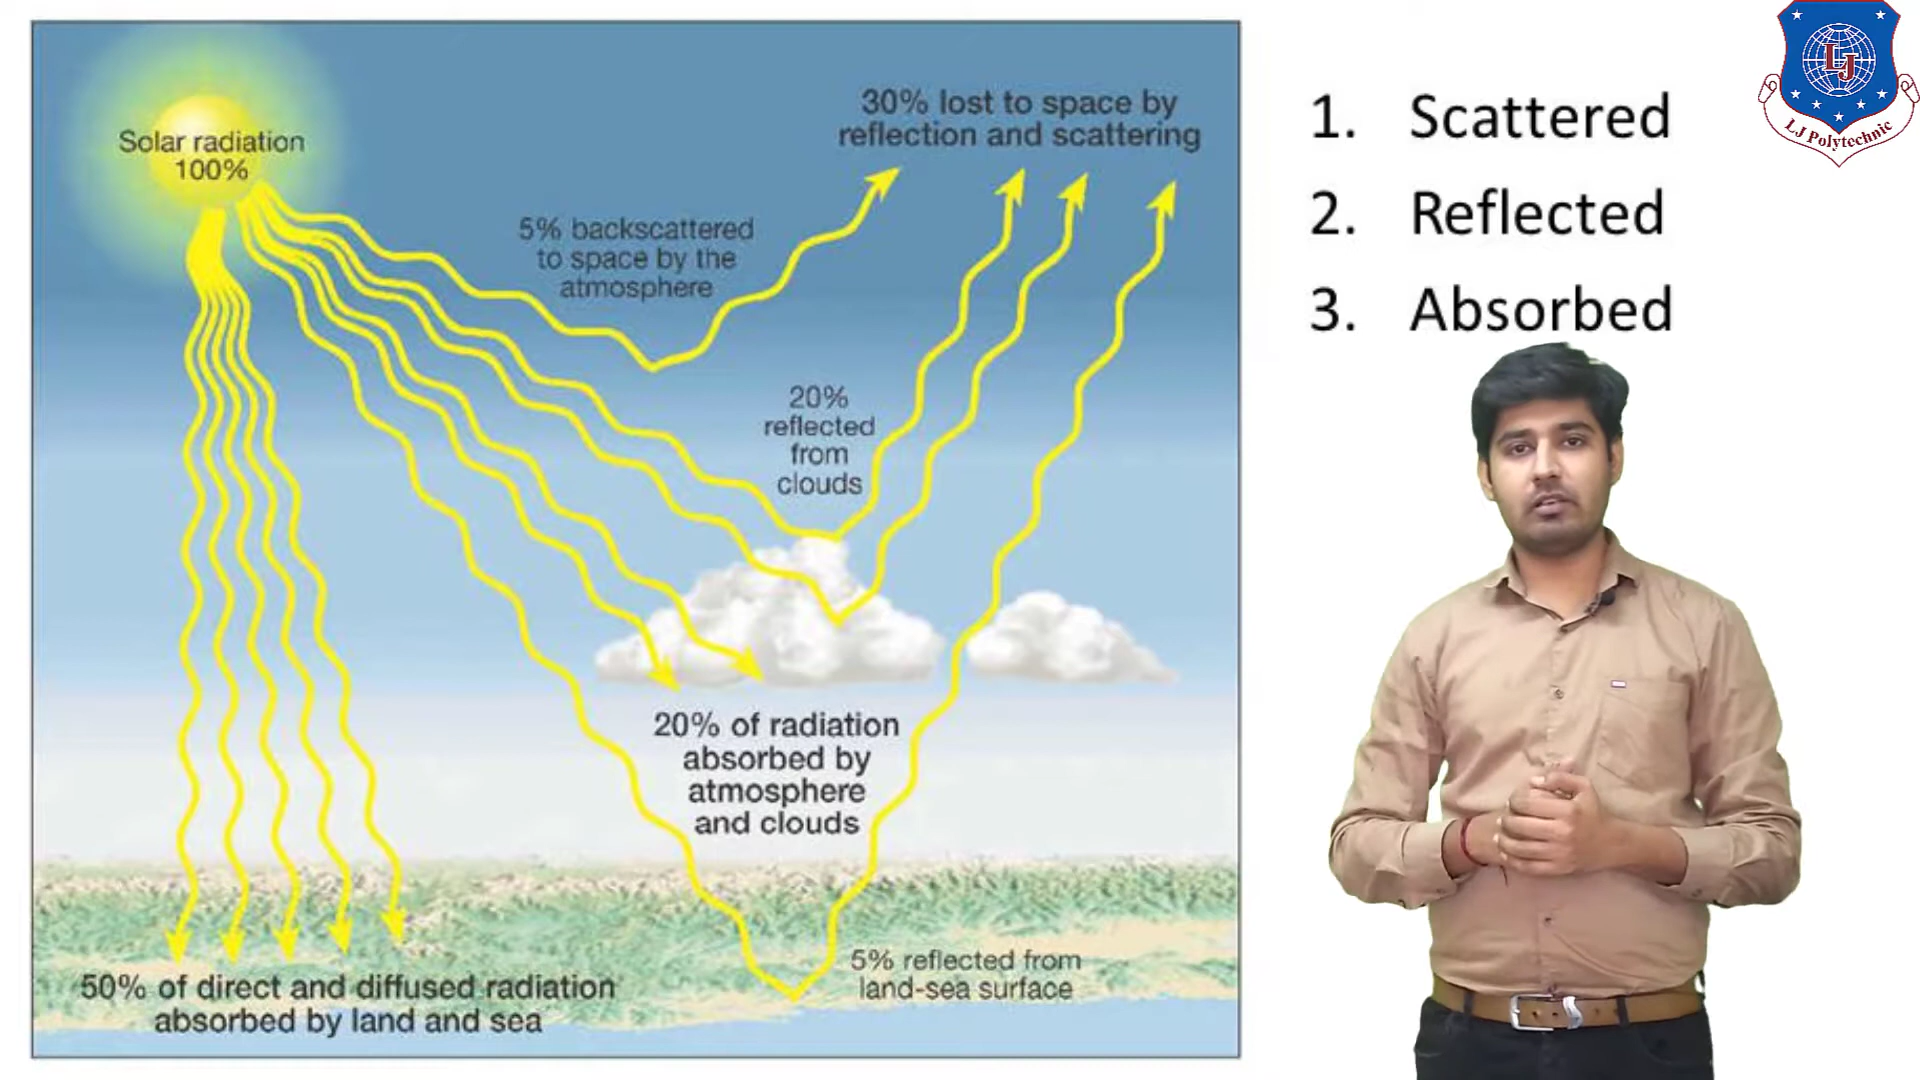 Solar radiation
100%
30% lost to space by
reflection and scattering
5% backscattered
to space by the
atmosphere
20%
reflected
from
clouds
20% of radiation
absorbed by
atmosphere
and clouds
5% reflected from
land-sea surface
50% of direct and diffused radiation
absorbed by land and sea
1. Scattered
2. Reflected
3. Absorbed
LJ
LJ Polytechnic